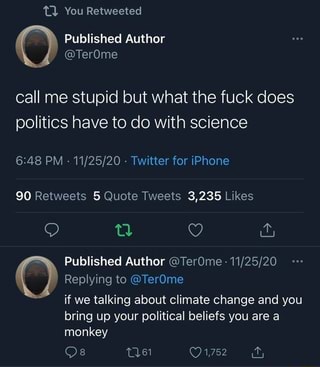 You Retweeted
Published Author
@Ter0me
call me stupid but what the fuck does
politics have to do with science
6:48 PM · 11/25/20 · Twitter for iPhone
90 Retweets 5 Quote Tweets 3,235 Likes
Published Author @Ter0me · 11/25/20
Replying to @Ter0me
if we talking about climate change and you
bring up your political beliefs you are a
monkey
8 61 1,752